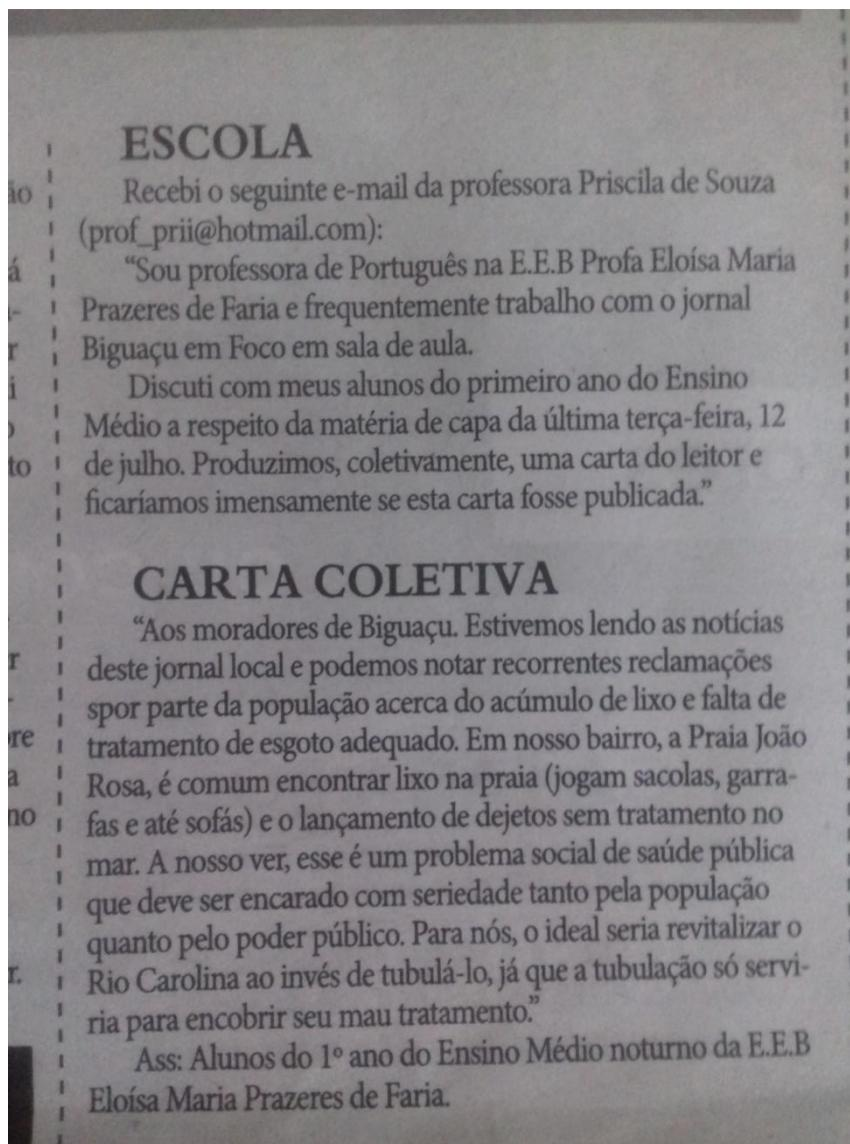 ESCOLA
Recebi o seguinte e-mail da professora Priscila de Souza
(prof_prii@hotmail.com):
“Sou professora de Português na E.E.B Profa Eloísa Maria
Prazeres de Faria e frequentemente trabalho com o jornal
Biguaçu em Foco em sala de aula.
Discuti com meus alunos do primeiro ano do Ensino
Médio a respeito da matéria de capa da última terça-feira, 12
de julho. Produzimos, coletivamente, uma carta do leitor e
ficaríamos imensamente se esta carta fosse publicada.”
CARTA COLETIVA
“Aos moradores de Biguaçu. Estivemos lendo as notícias
deste jornal local e podemos notar recorrentes reclamações
spor parte da população acerca do acúmulo de lixo e falta de
tratamento de esgoto adequado. Em nosso bairro, a Praia João
Rosa, é comum encontrar lixo na praia (jogam sacolas, garra-
fas e até sofás) e o lançamento de dejetos sem tratamento no
mar. A nosso ver, esse é um problema social de saúde pública
que deve ser encarado com seriedade tanto pela população
quanto pelo poder público. Para nós, o ideal seria revitalizar o
Rio Carolina ao invés de tubulá-lo, já que a tubulação só servi-
ria para encobrir seu mau tratamento.”
Ass: Alunos do 1º ano do Ensino Médio noturno da E.E.B
Eloísa Maria Prazeres de Faria.